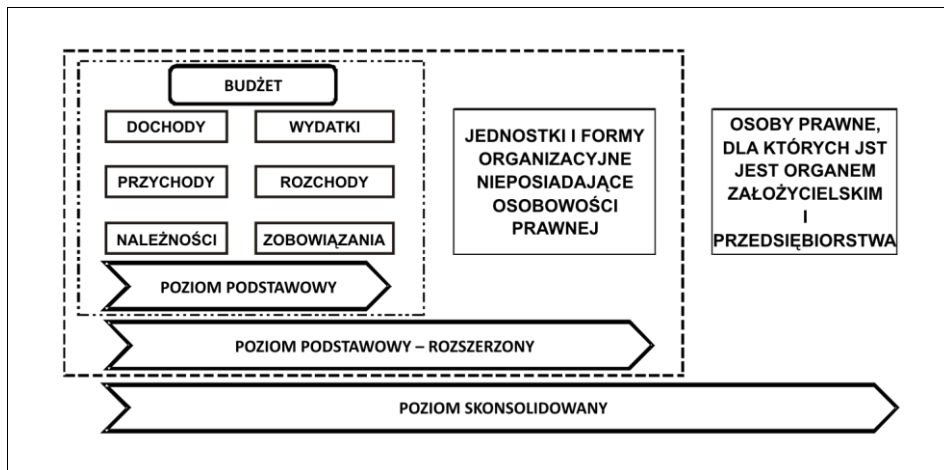 BUDŻET
DOCHODY
WYDATKI
PRZYCHODY
ROZCHODY
NALEŻNOŚCI
ZOBOWIĄZANIA
POZIOM PODSTAWOWY
JEDNOSTKI I FORMY
ORGANIZACYJNE
NIEPOSIADAJĄCE
OSOBOWOŚCI
PRAWNEJ
OSOBY PRAWNE,
DLA KTÓRYCH JST
JEST ORGANEM
ZAŁOŻYCIELSKIM
I
PRZEDSIĘBIORSTWA
POZIOM PODSTAWOWY – ROZSZERZONY
POZIOM SKONSOLIDOWANY